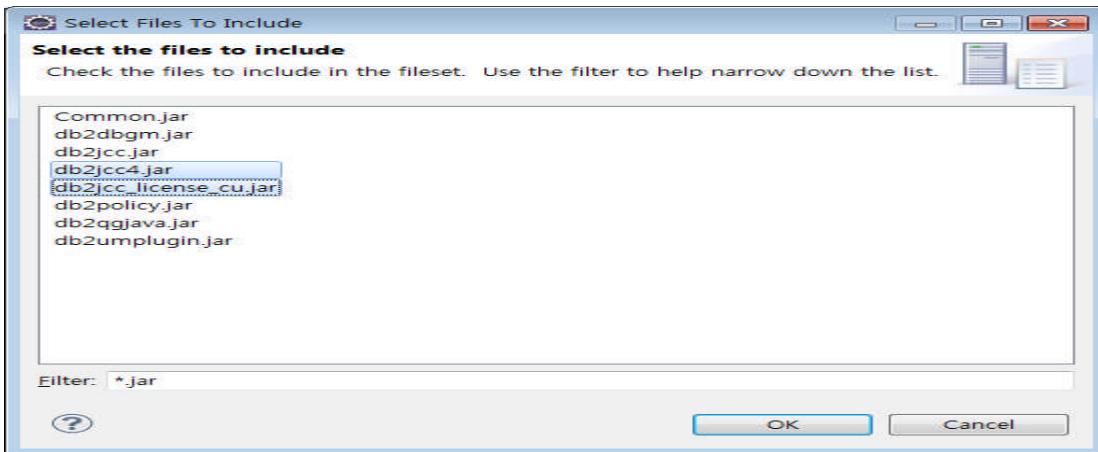 Select Files To Include
Select the files to include
Check the files to include in the fileset. Use the filter to help narrow down the list.
Common.jar
db2dbgm.jar
db2jcc.jar
db2jcc4.jar
db2jcc_license_cu.jar
db2policy.jar
db2qgjava.jar
db2umplugin.jar
Filter: *.jar
OK Cancel